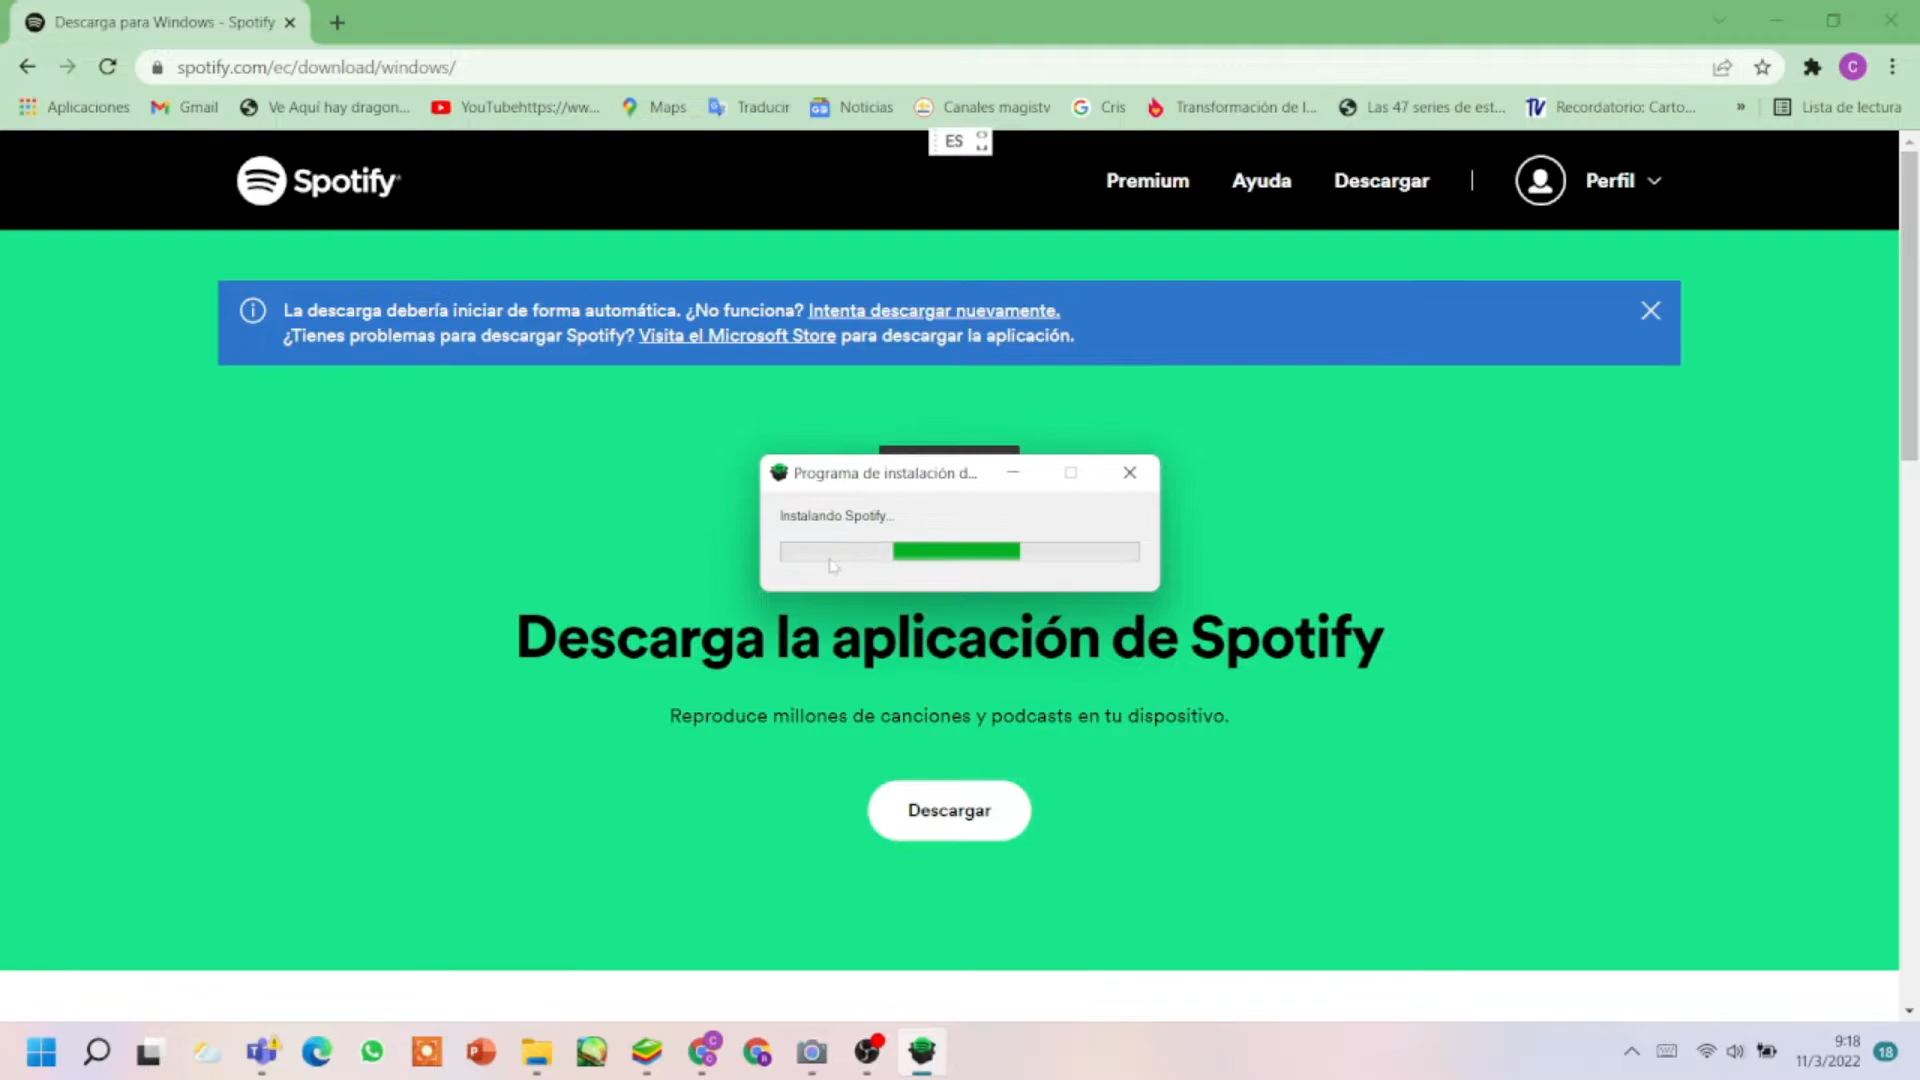 Descarga para Windows - Spotify
spotify.com/ec/download/windows/
C
Aplicaciones
Gmail
Ve Aquí hay dragon...
YouTubehttps://ww...
Maps
Traducir
Noticias
Canales magistv
Cris
Transformación de l...
Las 47 series de est...
Recordatorio: Carto...
»
Lista de lectura
ES
Spotify
Premium
Ayuda
Descargar
Perfil
La descarga debería iniciar de forma automática. ¿No funciona? Intenta descargar nuevamente.
¿Tienes problemas para descargar Spotify? Visita el Microsoft Store para descargar la aplicación.
Programa de instalación d...
Instalando Spotify...
Descarga la aplicación de Spotify
Reproduce millones de canciones y podcasts en tu dispositivo.
Descargar
9:18
11/3/2022
18